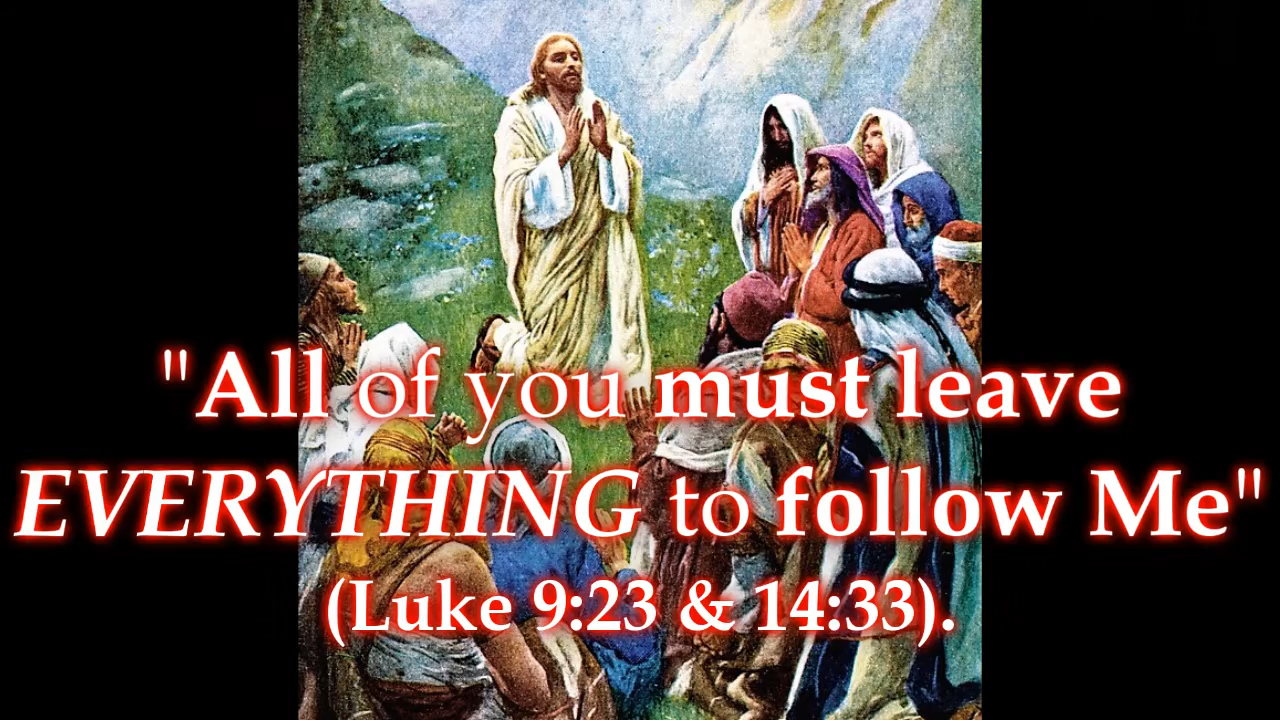 "All of you must leave
EVERYTHING to follow Me"
(Luke 9:23 & 14:33).